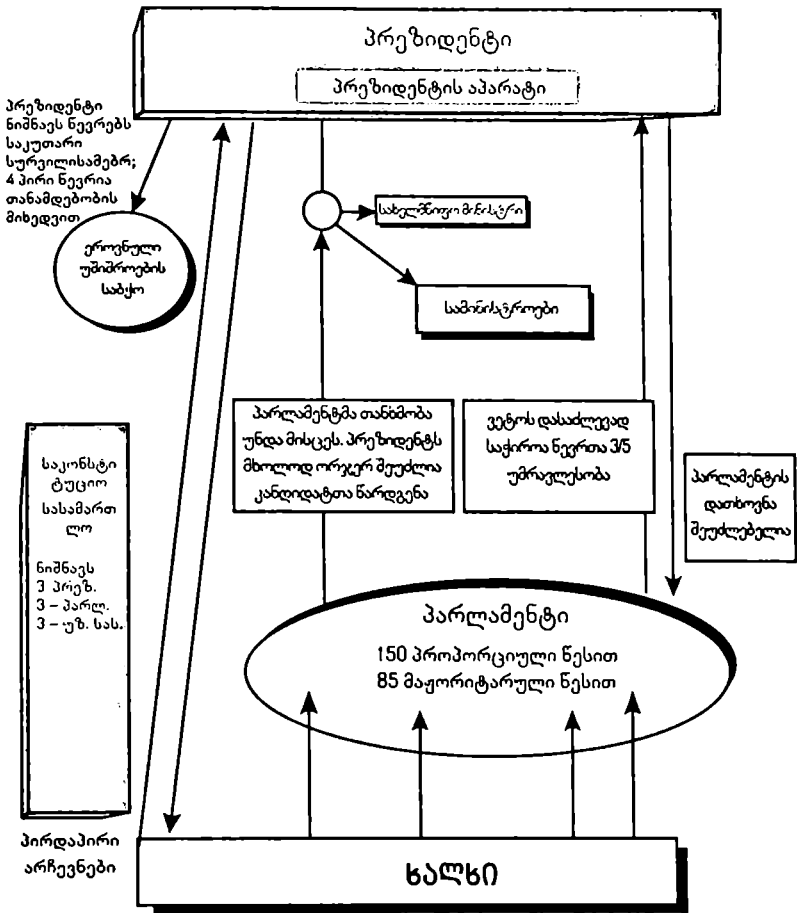 პრეზიდენტი
პრეზიდენტის აპარატი
პრეზიდენტი
ნიშნავს წევრებს
საკუთარი
სურვილისამებრ;
4 პირი წევრია
თანამდებობის
მიხედვით
ეროვნული
უშიშროების
საბჭო
სახელმწიფო მინისტრი
სამინისტროები
პარლამენტმა თანხმობა
უნდა მისცეს. პრეზიდენტს
მხოლოდ ორჯერ შეუძლია
კანდიდატთა წარდგენა
ვეტოს დასაძლევად
საჭიროა წევრთა 3/5
უმრავლესობა
პარლამენტის
დათხოვნა
შეუძლებელია
საკონსტი
ტუციო
სასამართ
ლო
ნიშნავს
3 პრეზ.
3 – პარლ.
3 – უზ. სას.
პარლამენტი
150 პროპორციული წესით
85 მაჟორიტარული წესით
პირდაპირი
არჩევნები
ხალხი